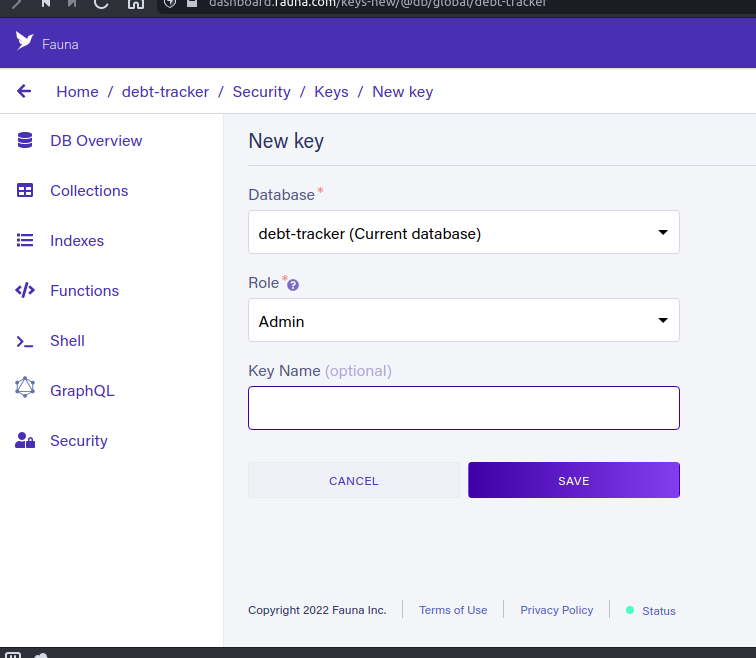 dashboard.fauna.com/keys-new/@db/global/debt-tracker
Fauna
Home / debt-tracker / Security / Keys / New key
DB Overview
Collections
Indexes
Functions
Shell
GraphQL
Security
New key
Database *
debt-tracker (Current database)
Role * ?
Admin
Key Name (optional)
CANCEL SAVE
Copyright 2022 Fauna Inc. Terms of Use Privacy Policy Status